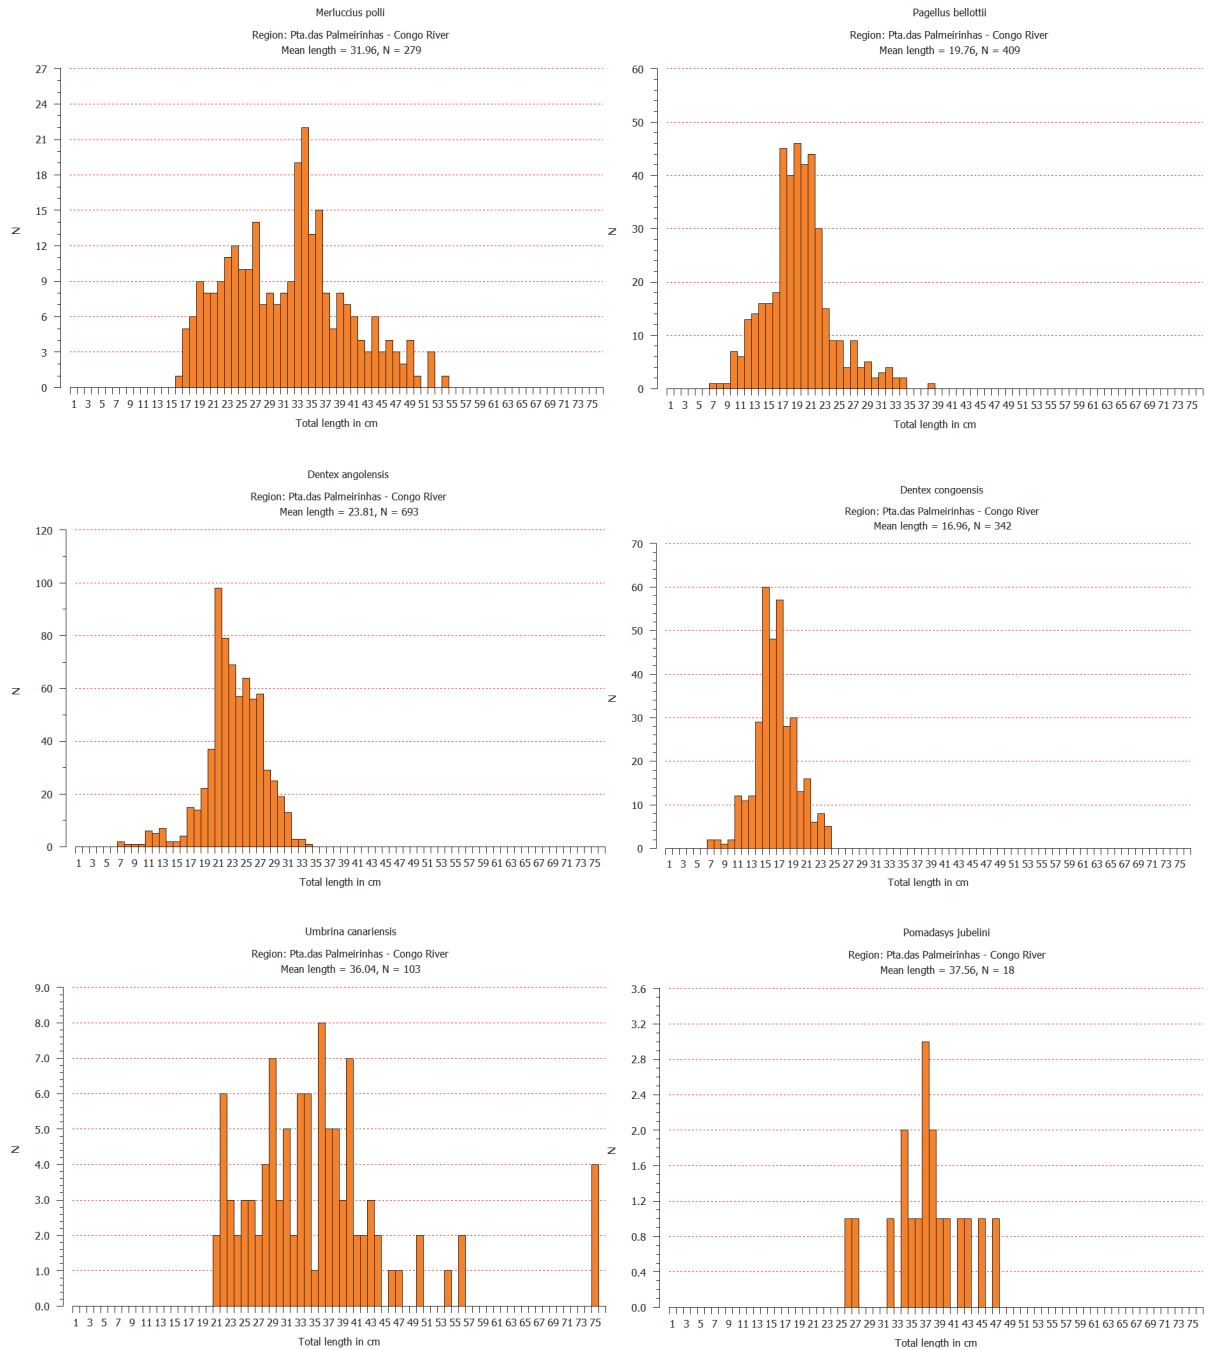 Merluccius polli
Region: Pta.das Palmeirinhas - Congo River
Mean length = 31.96, N = 279
27
24
21
18
15
12
9
6
3
0
N
1 3 5 7 9 11 13 15 17 19 21 23 25 27 29 31 33 35 37 39 41 43 45 47 49 51 53 55 57 59 61 63 65 67 69 71 73 75
Total length in cm
Pagellus bellottii
Region: Pta.das Palmeirinhas - Congo River
Mean length = 19.76, N = 409
60
50
40
30
20
10
0
N
1 3 5 7 9 11 13 15 17 19 21 23 25 27 29 31 33 35 37 39 41 43 45 47 49 51 53 55 57 59 61 63 65 67 69 71 73 75
Total length in cm
Dentex angolensis
Region: Pta.das Palmeirinhas - Congo River
Mean length = 23.81, N = 693
120
100
80
60
40
20
0
N
1 3 5 7 9 11 13 15 17 19 21 23 25 27 29 31 33 35 37 39 41 43 45 47 49 51 53 55 57 59 61 63 65 67 69 71 73 75
Total length in cm
Dentex congoensis
Region: Pta.das Palmeirinhas - Congo River
Mean length = 16.96, N = 342
70
60
50
40
30
20
10
0
N
1 3 5 7 9 11 13 15 17 19 21 23 25 27 29 31 33 35 37 39 41 43 45 47 49 51 53 55 57 59 61 63 65 67 69 71 73 75
Total length in cm
Umbrina canariensis
Region: Pta.das Palmeirinhas - Congo River
Mean length = 36.04, N = 103
9.0
8.0
7.0
6.0
5.0
4.0
3.0
2.0
1.0
0.0
N
1 3 5 7 9 11 13 15 17 19 21 23 25 27 29 31 33 35 37 39 41 43 45 47 49 51 53 55 57 59 61 63 65 67 69 71 73 75
Total length in cm
Pomadasys jubelini
Region: Pta.das Palmeirinhas - Congo River
Mean length = 37.56, N = 18
3.6
3.2
2.8
2.4
2.0
1.6
1.2
0.8
0.4
0.0
N
1 3 5 7 9 11 13 15 17 19 21 23 25 27 29 31 33 35 37 39 41 43 45 47 49 51 53 55 57 59 61 63 65 67 69 71 73 75
Total length in cm